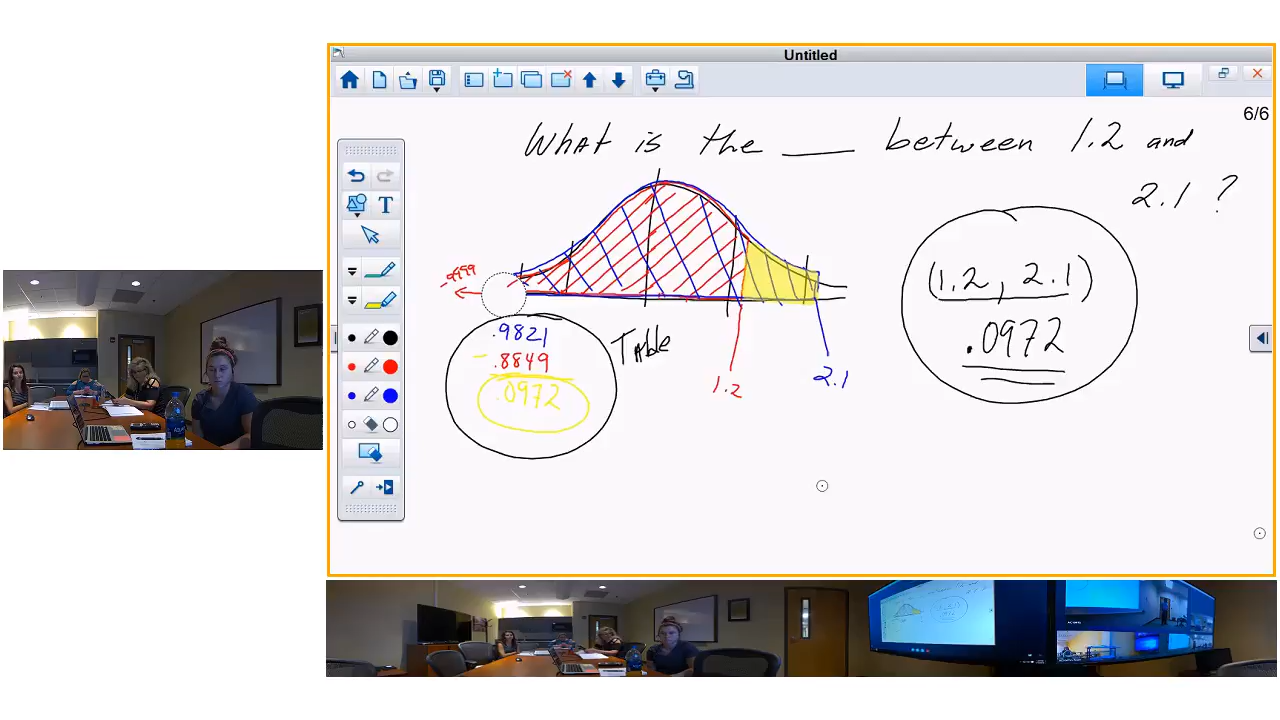 Untitled
6/6
What is the ___ between 1.2 and
2.1 ?
T
-9999
(1.2, 2.1)
.0972
.9821
- .8849
.0972
Table
1.2
2.1